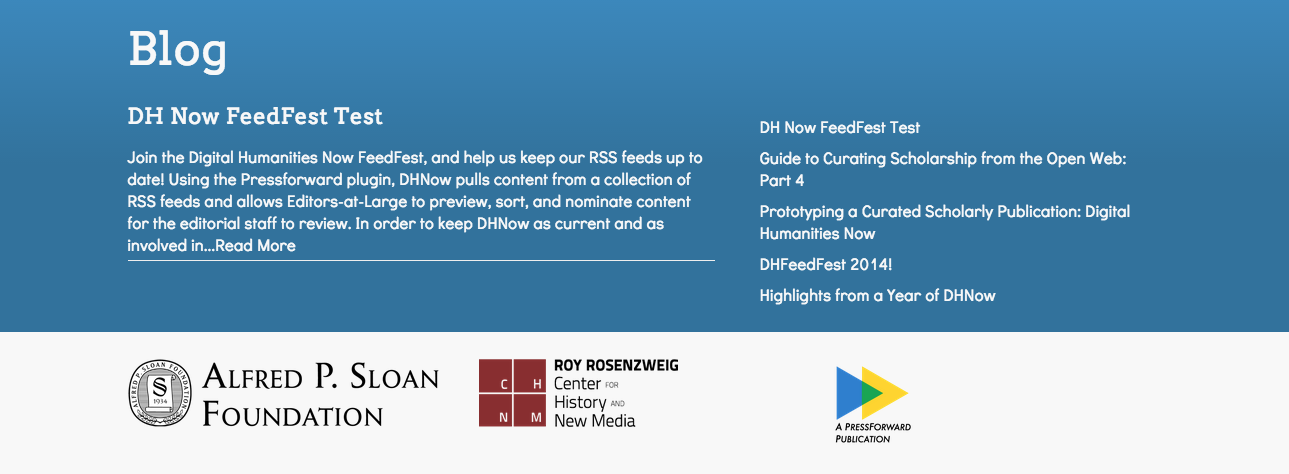 Blog
DH Now FeedFest Test
Join the Digital Humanities Now FeedFest, and help us keep our RSS feeds up to
date! Using the Pressforward plugin, DHNow pulls content from a collection of
RSS feeds and allows Editors-at-Large to preview, sort, and nominate content
for the editorial staff to review. In order to keep DHNow as current and as
involved in...Read More
DH Now FeedFest Test
Guide to Curating Scholarship from the Open Web:
Part 4
Prototyping a Curated Scholarly Publication: Digital
Humanities Now
DHFeedFest 2014!
Highlights from a Year of DHNow
ALFRED P. SLOAN FOUNDATION
S
1934
ALFRED P. SLOAN
FOUNDATION
C H
N M
ROY ROSENZWEIG
Center FOR
History AND
New Media
A PRESSFORWARD
PUBLICATION